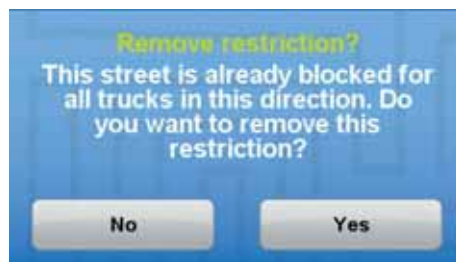 Remove restriction?
This street is already blocked for
all trucks in this direction. Do
you want to remove this
restriction?
No
Yes